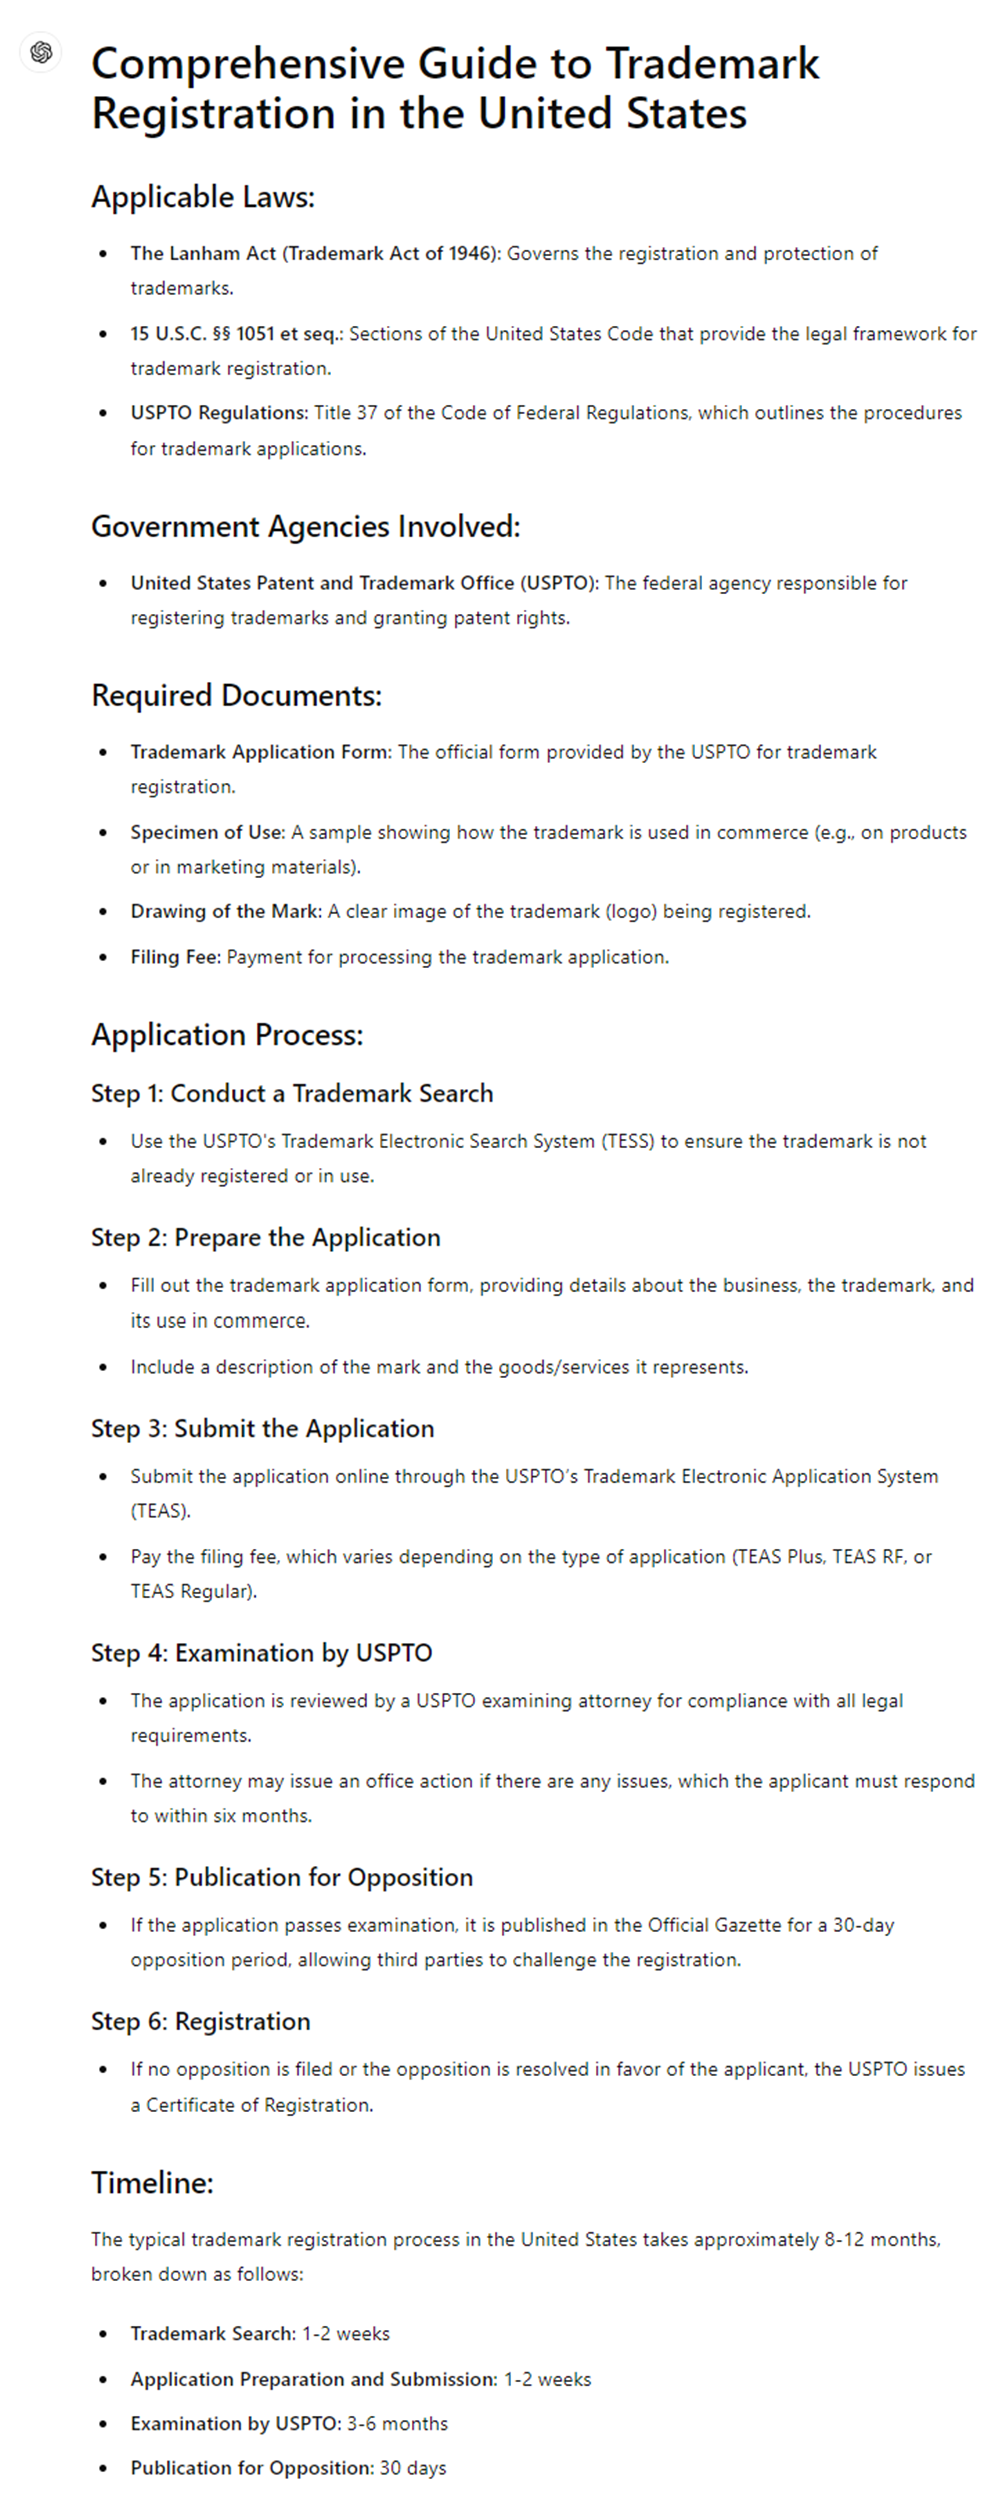 Comprehensive Guide to Trademark
Registration in the United States
Applicable Laws:
• The Lanham Act (Trademark Act of 1946): Governs the registration and protection of
trademarks.
• 15 U.S.C. §§ 1051 et seq.: Sections of the United States Code that provide the legal framework for
trademark registration.
• USPTO Regulations: Title 37 of the Code of Federal Regulations, which outlines the procedures
for trademark applications.
Government Agencies Involved:
• United States Patent and Trademark Office (USPTO): The federal agency responsible for
registering trademarks and granting patent rights.
Required Documents:
• Trademark Application Form: The official form provided by the USPTO for trademark
registration.
• Specimen of Use: A sample showing how the trademark is used in commerce (e.g., on products
or in marketing materials).
• Drawing of the Mark: A clear image of the trademark (logo) being registered.
• Filing Fee: Payment for processing the trademark application.
Application Process:
Step 1: Conduct a Trademark Search
• Use the USPTO's Trademark Electronic Search System (TESS) to ensure the trademark is not
already registered or in use.
Step 2: Prepare the Application
• Fill out the trademark application form, providing details about the business, the trademark, and
its use in commerce.
• Include a description of the mark and the goods/services it represents.
Step 3: Submit the Application
• Submit the application online through the USPTO's Trademark Electronic Application System
(TEAS).
• Pay the filing fee, which varies depending on the type of application (TEAS Plus, TEAS RF, or
TEAS Regular).
Step 4: Examination by USPTO
• The application is reviewed by a USPTO examining attorney for compliance with all legal
requirements.
• The attorney may issue an office action if there are any issues, which the applicant must respond
to within six months.
Step 5: Publication for Opposition
• If the application passes examination, it is published in the Official Gazette for a 30-day
opposition period, allowing third parties to challenge the registration.
Step 6: Registration
• If no opposition is filed or the opposition is resolved in favor of the applicant, the USPTO issues
a Certificate of Registration.
Timeline:
The typical trademark registration process in the United States takes approximately 8-12 months,
broken down as follows:
• Trademark Search: 1-2 weeks
• Application Preparation and Submission: 1-2 weeks
• Examination by USPTO: 3-6 months
• Publication for Opposition: 30 days